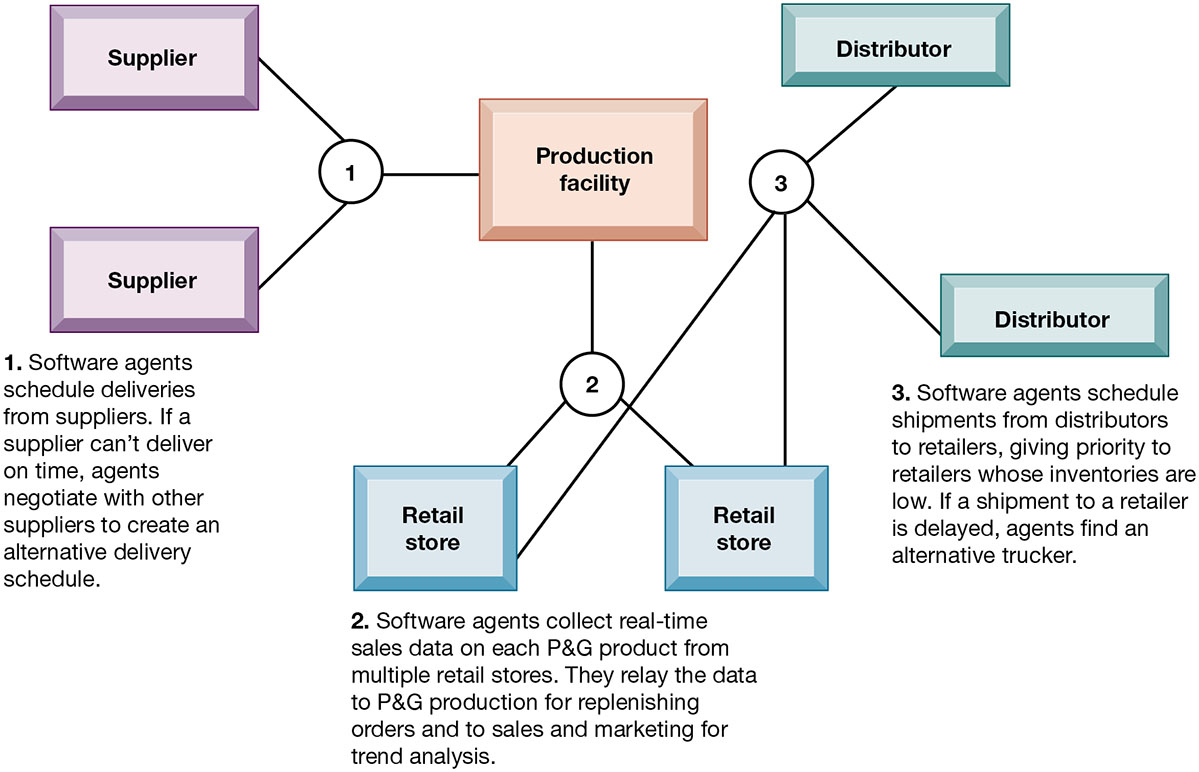 Supplier
Distributor
Production
facility
1
3
Supplier
Distributor
1. Software agents
schedule deliveries
from suppliers. If a
supplier can’t deliver
on time, agents
negotiate with other
suppliers to create an
alternative delivery
schedule.
2
3. Software agents schedule
shipments from distributors
to retailers, giving priority to
retailers whose inventories are
low. If a shipment to a retailer
is delayed, agents find an
alternative trucker.
Retail
store
Retail
store
2. Software agents collect real-time
sales data on each P&G product from
multiple retail stores. They relay the data
to P&G production for replenishing
orders and to sales and marketing for
trend analysis.